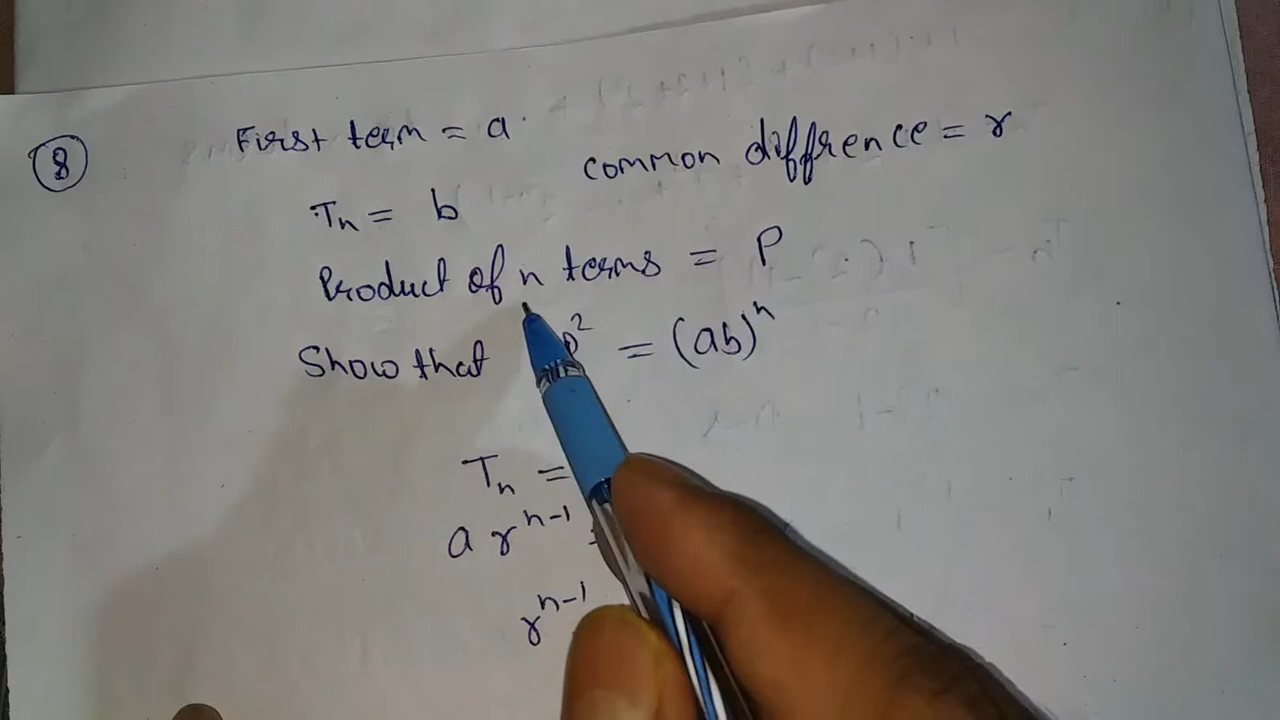 8 First term = a
common diffrence = r
Tn = b
Product of n terms = P
Show that p² = (ab)ⁿ
Tn =
a rⁿ⁻¹
rⁿ⁻¹